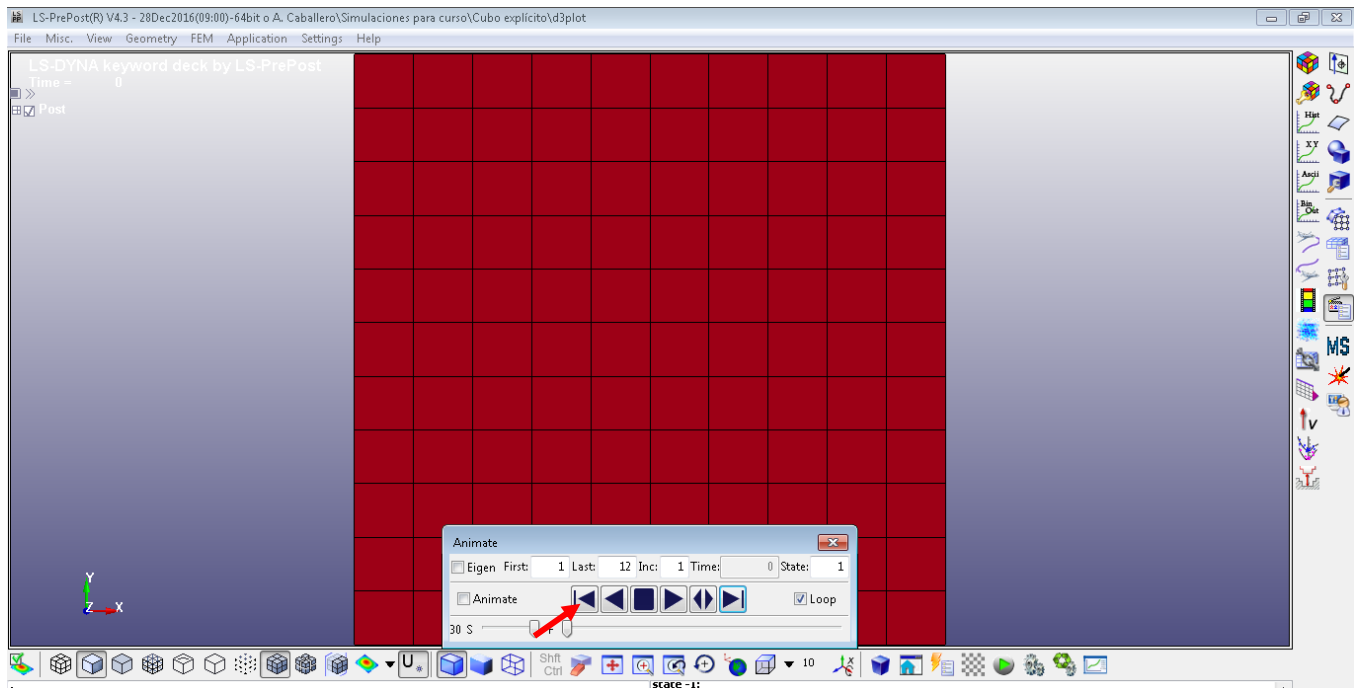 LS-PrePost(R) V4.3 - 28Dec2016(09:00)-64bit o A. Caballero\Simulaciones para curso\Cubo explícito\d3plot
File Misc. View Geometry FEM Application Settings Help
LS-DYNA keyword deck by LS-PrePost
Time = 0
Post
Hist
XY
Ascii
Bin Out
MS
V
Animate
Eigen First: 1 Last: 12 Inc: 1 Time: 0 State: 1
Animate Loop
30 S F
Y
Z X
U* Shft Ctrl 10
state -1: